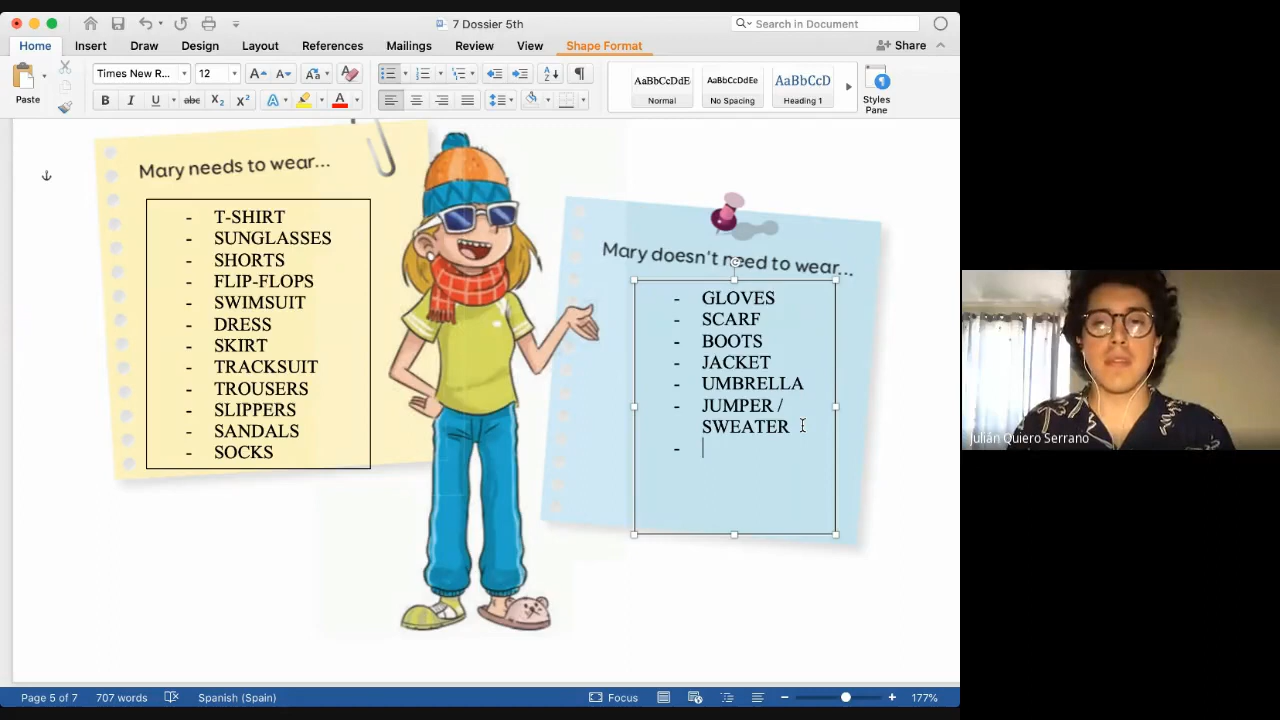 7 Dossier 5th
Search in Document
Home Insert Draw Design Layout References Mailings Review View Shape Format Share
Times New R... 12
Paste
B I U abc X₂ X² A A
AaBbCcDdE AaBbCcDdEe AaBbCcD
Normal No Spacing Heading 1
Styles
Pane
Mary needs to wear...
- T-SHIRT
- SUNGLASSES
- SHORTS
- FLIP-FLOPS
- SWIMSUIT
- DRESS
- SKIRT
- TRACKSUIT
- TROUSERS
- SLIPPERS
- SANDALS
- SOCKS
Mary doesn't need to wear...
- GLOVES
- SCARF
- BOOTS
- JACKET
- UMBRELLA
- JUMPER /
SWEATER
-
Julián Quiero Serrano
Page 5 of 7 707 words Spanish (Spain) Focus 177%